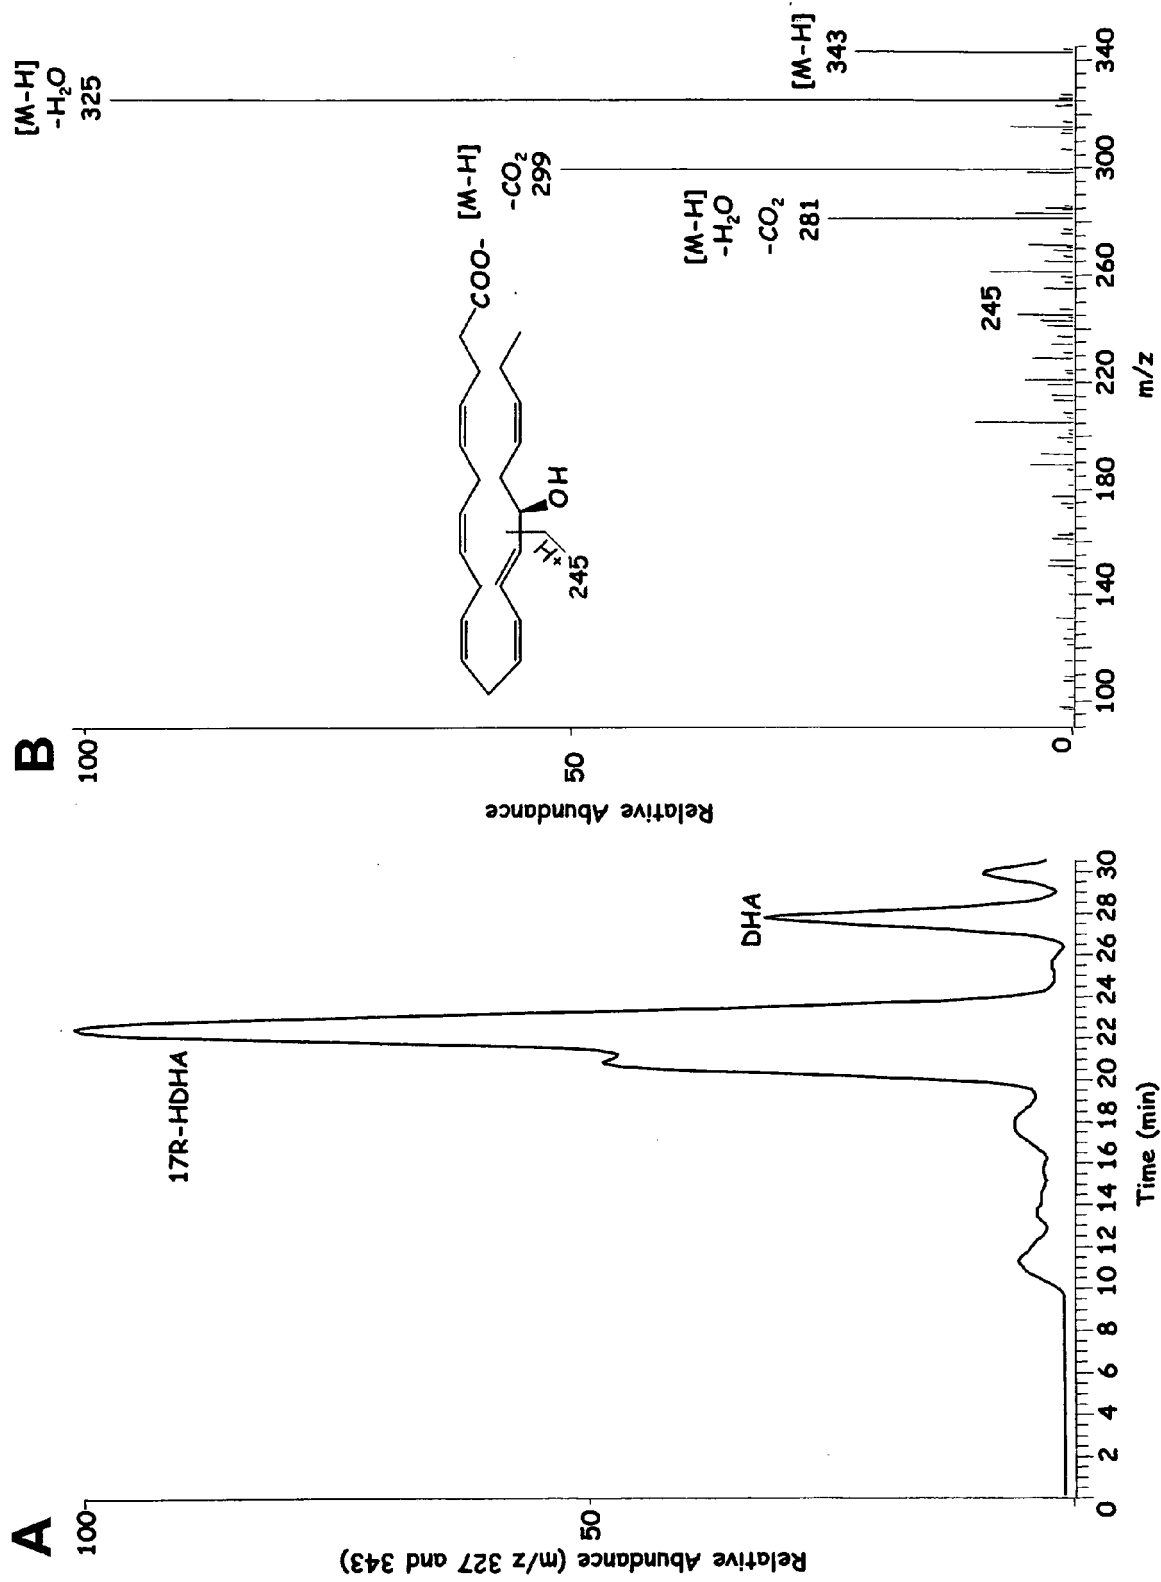 A
Relative Abundance (m/z 327 and 343)
100
50
17R-HDHA
DHA
0 2 4 6 8 10 12 14 16 18 20 22 24 26 28 30
Time (min)
B
Relative Abundance
100
50
0
[M-H]
-H₂O
325
[M-H]
-CO₂
299
[M-H]
-H₂O
-CO₂
281
245
[M-H]
343
COO-
OH
H
245
100 140 180 220 260 300 340
m/z